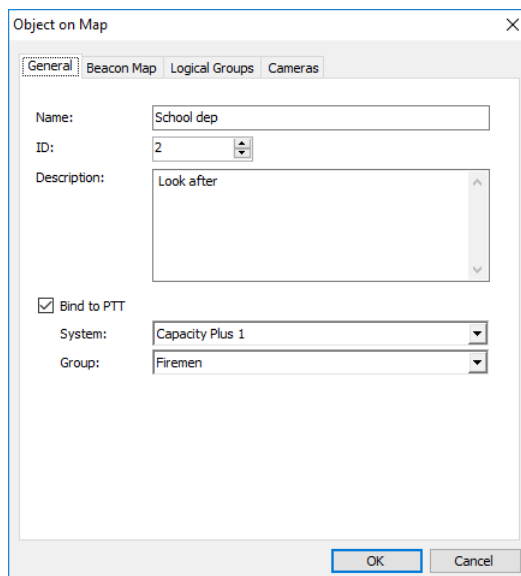 Object on Map
General Beacon Map Logical Groups Cameras
Name: School dep
ID: 2
Description: Look after
Bind to PTT
System: Capacity Plus 1
Group: Firemen
OK Cancel